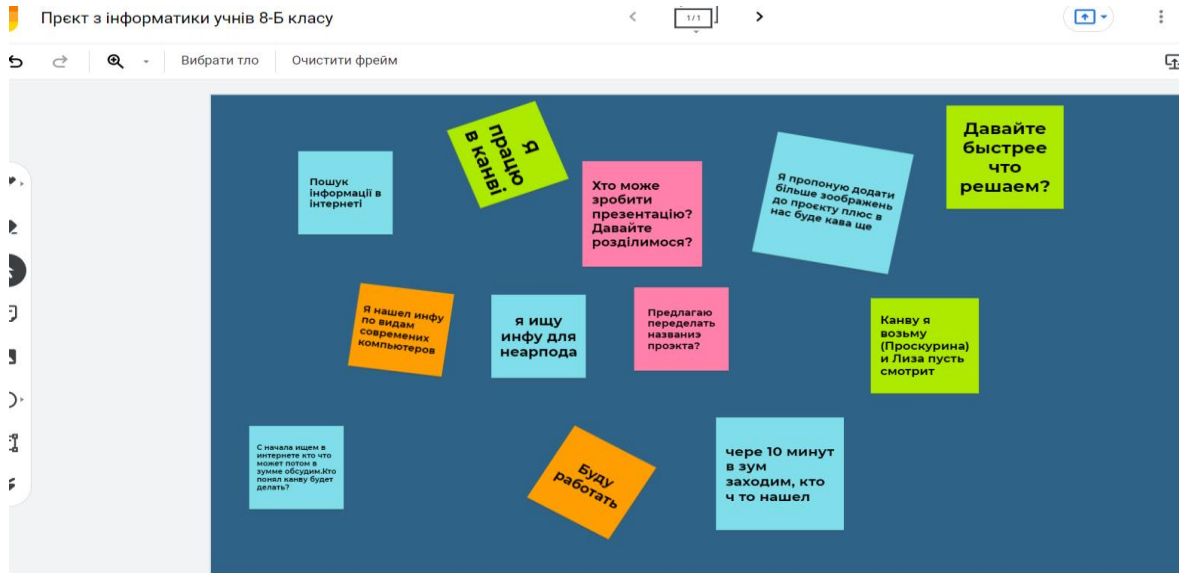 Прєкт з інформатики учнів 8-Б класу
1/1
Вибрати тло
Очистити фрейм
Я
працю
в канві
Давайте
быстрее
что
решаем?
Пошук
інформації в
інтернеті
Хто може
зробити
презентацію?
Давайте
розділимося?
Я пропоную додати
більше зоображень
до проєкту плюс в
нас буде кава ще
Я нашел инфу
по видам
современих
компьютеров
я ищу
инфу для
неарпода
Предлагаю
переделать
названиэ
проэкта?
Канву я
возьму
(Проскурина)
и Лиза пусть
смотрит
С начала ищем в
интернете кто что
может потом в
зумме обсудим.Кто
понял канву будет
делать?
Буду
работать
чере 10 минут
в зум
заходим, кто
ч то нашел